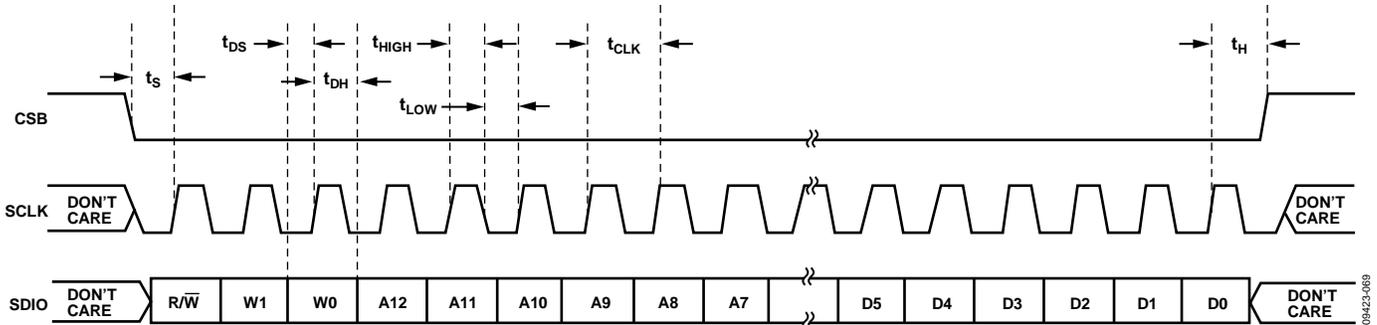 tDS
tHIGH
tCLK
tH
tS
tDH
tLOW
CSB
SCLK
DON'T
CARE
DON'T
CARE
SDIO
DON'T
CARE
R/W̅
W1
W0
A12
A11
A10
A9
A8
A7
D5
D4
D3
D2
D1
D0
DON'T
CARE
09423-069